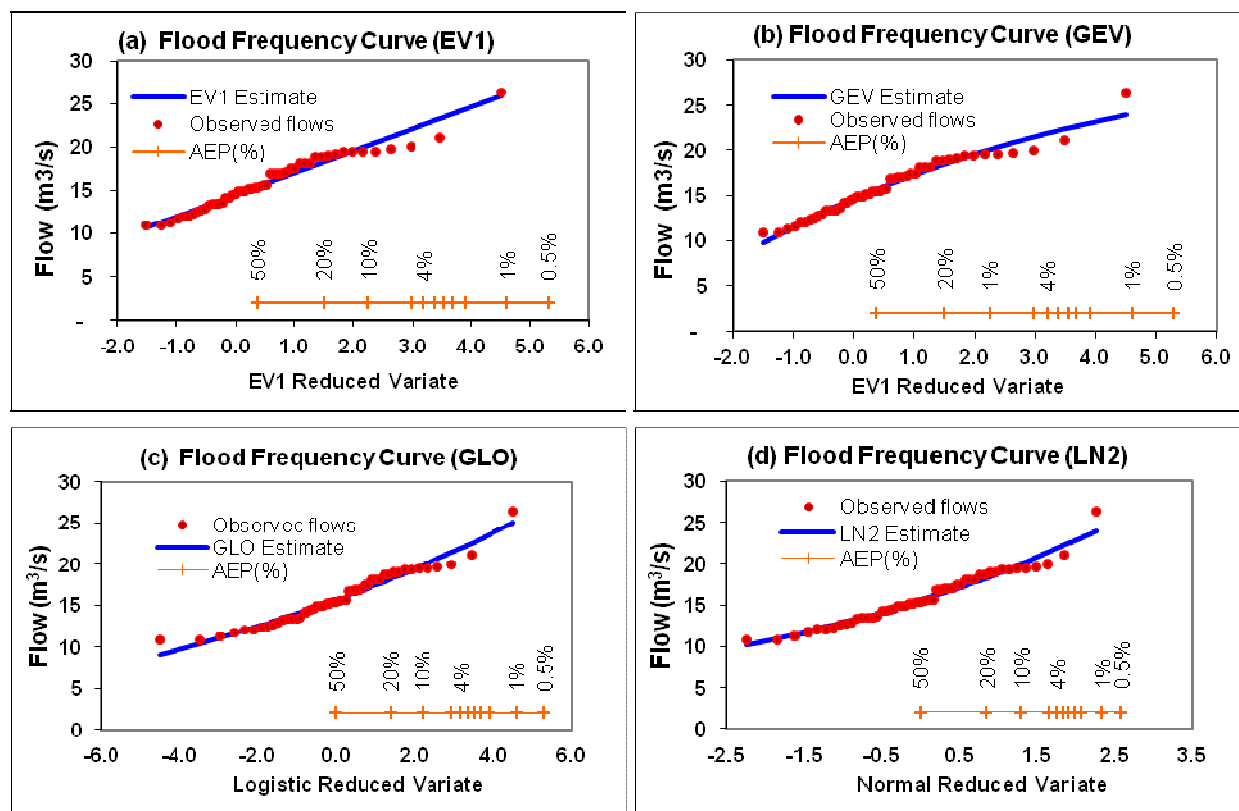 (a) Flood Frequency Curve (EV1)
30
25
20
15
10
5
-
Flow (m3/s)
EV1 Estimate
Observed flows
AEP(%)
50%
20%
10%
4%
1%
0.5%
-2.0 -1.0 0.0 1.0 2.0 3.0 4.0 5.0 6.0
EV1 Reduced Variate
(b) Flood Frequency Curve (GEV)
30
25
20
15
10
5
-
Flow (m3/s)
GEV Estimate
Observed flows
AEP(%)
50%
20%
1%
4%
1%
0.5%
-2.0 -1.0 0.0 1.0 2.0 3.0 4.0 5.0 6.0
EV1 Reduced Variate
(c) Flood Frequency Curve (GLO)
30
25
20
15
10
5
0
Flow (m³/s)
Observed flows
GLO Estimate
AEP(%)
50%
20%
10%
4%
1%
0.5%
-6.0 -4.0 -2.0 0.0 2.0 4.0 6.0
Logistic Reduced Variate
(d) Flood Frequency Curve (LN2)
30
25
20
15
10
5
0
Flow (m³/s)
Observed flows
LN2 Estimate
AEP(%)
50%
20%
10%
4%
1%
0.5%
-2.5 -1.5 -0.5 0.5 1.5 2.5 3.5
Normal Reduced Variate